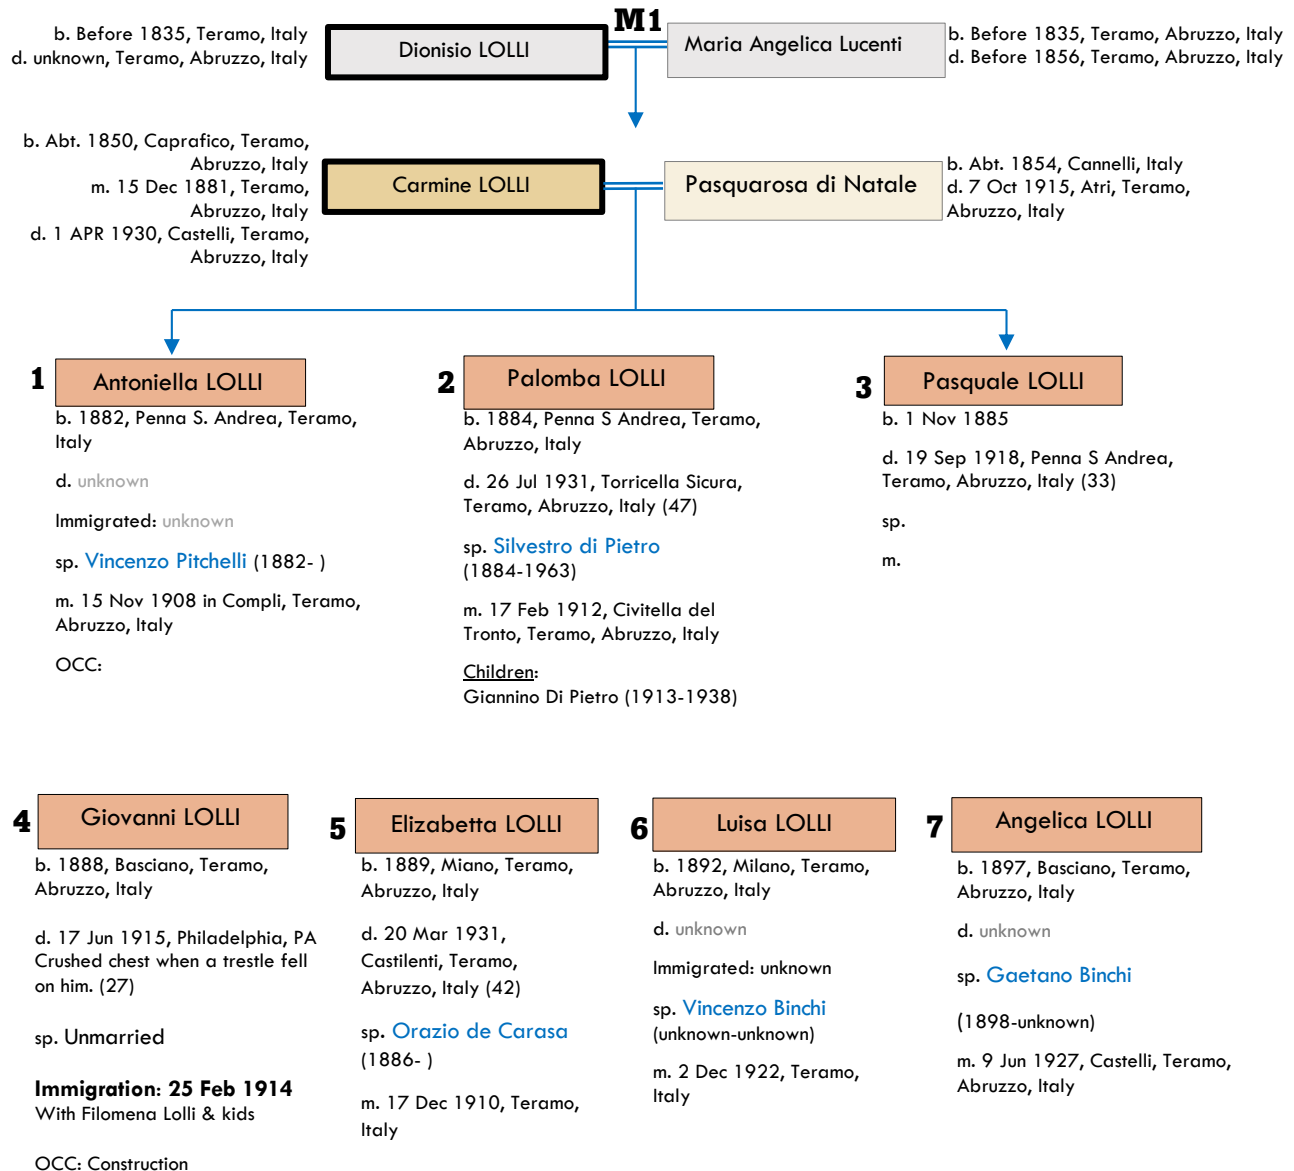 M1
b. Before 1835, Teramo, Italy
d. unknown, Teramo, Abruzzo, Italy
Dionisio LOLLI
Maria Angelica Lucenti
b. Before 1835, Teramo, Abruzzo, Italy
d. Before 1856, Teramo, Abruzzo, Italy
b. Abt. 1850, Caprafico, Teramo,
Abruzzo, Italy
m. 15 Dec 1881, Teramo,
Abruzzo, Italy
d. 1 APR 1930, Castelli, Teramo,
Abruzzo, Italy
Carmine LOLLI
Pasquarosa di Natale
b. Abt. 1854, Cannelli, Italy
d. 7 Oct 1915, Atri, Teramo,
Abruzzo, Italy
1
Antoniella LOLLI
b. 1882, Penna S. Andrea, Teramo,
Italy
d. unknown
Immigrated: unknown
sp. Vincenzo Pitchelli (1882- )
m. 15 Nov 1908 in Compli, Teramo,
Abruzzo, Italy
OCC:
2
Palomba LOLLI
b. 1884, Penna S Andrea, Teramo,
Abruzzo, Italy
d. 26 Jul 1931, Torricella Sicura,
Teramo, Abruzzo, Italy (47)
sp. Silvestro di Pietro
(1884-1963)
m. 17 Feb 1912, Civitella del
Tronto, Teramo, Abruzzo, Italy
Children:
Giannino Di Pietro (1913-1938)
3
Pasquale LOLLI
b. 1 Nov 1885
d. 19 Sep 1918, Penna S Andrea,
Teramo, Abruzzo, Italy (33)
sp.
m.
4
Giovanni LOLLI
b. 1888, Basciano, Teramo,
Abruzzo, Italy
d. 17 Jun 1915, Philadelphia, PA
Crushed chest when a trestle fell
on him. (27)
sp. Unmarried
Immigration: 25 Feb 1914
With Filomena Lolli & kids
OCC: Construction
5
Elizabetta LOLLI
b. 1889, Miano, Teramo,
Abruzzo, Italy
d. 20 Mar 1931,
Castilenti, Teramo,
Abruzzo, Italy (42)
sp. Orazio de Carasa
(1886- )
m. 17 Dec 1910, Teramo,
Italy
6
Luisa LOLLI
b. 1892, Milano, Teramo,
Abruzzo, Italy
d. unknown
Immigrated: unknown
sp. Vincenzo Binchi
(unknown-unknown)
m. 2 Dec 1922, Teramo,
Italy
7
Angelica LOLLI
b. 1897, Basciano, Teramo,
Abruzzo, Italy
d. unknown
sp. Gaetano Binchi
(1898-unknown)
m. 9 Jun 1927, Castelli, Teramo,
Abruzzo, Italy